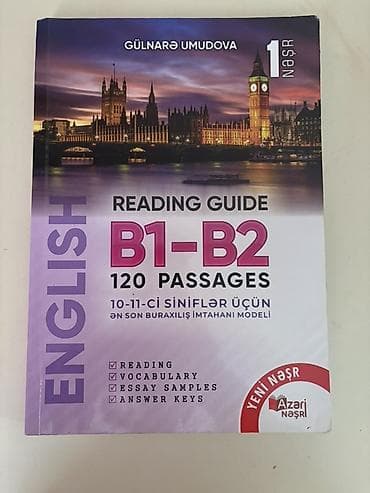 GÜLNARƏ UMUDOVA
1
NƏŞR
ENGLISH
READING GUIDE
B1-B2
120 PASSAGES
10-11-Cİ SİNİFLƏR ÜÇÜN
ƏN SON BURAXILIŞ İMTAHANI MODELİ
READING
VOCABULARY
ESSAY SAMPLES
ANSWER KEYS
YENİ NƏŞR
Azəri
NƏŞRİ